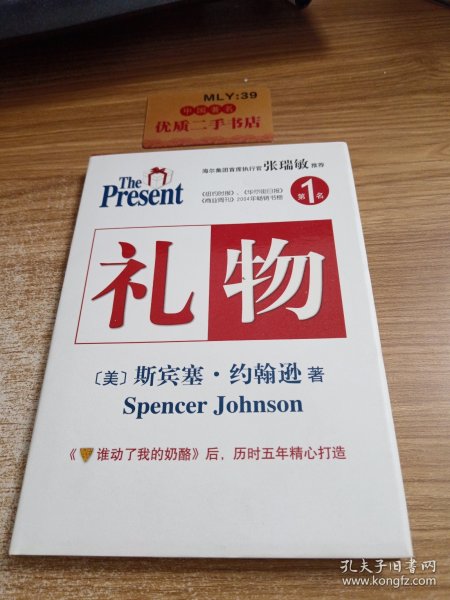 MLY:39
中国著名
优质二手书店
The
Present
海尔集团首席执行官 张瑞敏 推荐
《纽约时报》、《华尔街日报》
《商业周刊》2004年畅销书榜
第1名
礼物
〔美〕斯宾塞·约翰逊 著
Spencer Johnson
《谁动了我的奶酪》后，历时五年精心打造
孔夫子旧书网
www.kongfz.com